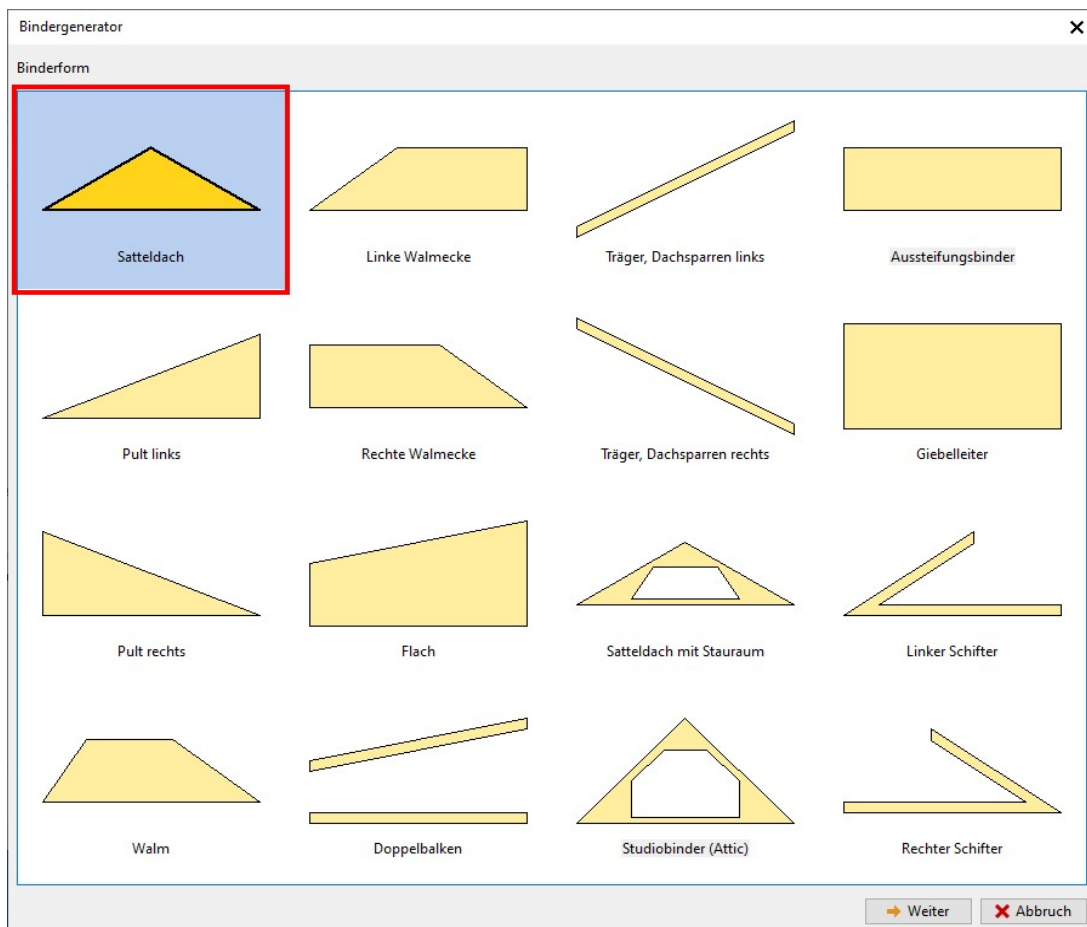 Bindergenerator
Binderform
Satteldach
Linke Walmecke
Träger, Dachsparren links
Aussteifungsbinder
Pult links
Rechte Walmecke
Träger, Dachsparren rechts
Giebelleiter
Pult rechts
Flach
Satteldach mit Stauraum
Linker Schifter
Walm
Doppelbalken
Studiobinder (Attic)
Rechter Schifter
Weiter
Abbruch